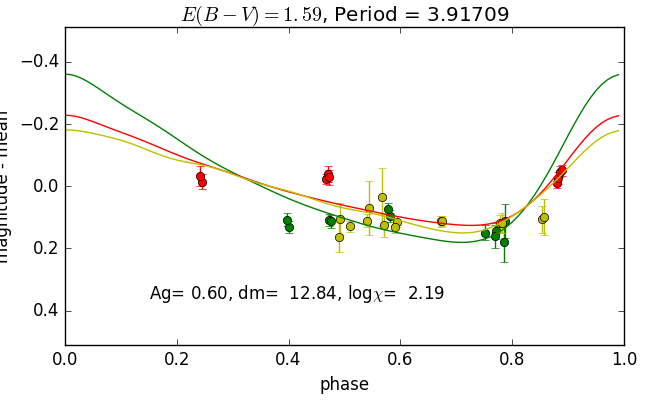 E(B − V) = 1.59, Period = 3.91709
magnitude - mean
−0.4
−0.2
0.0
0.2
0.4
Ag= 0.60, dm= 12.84, logχ= 2.19
0.0 0.2 0.4 0.6 0.8 1.0
phase